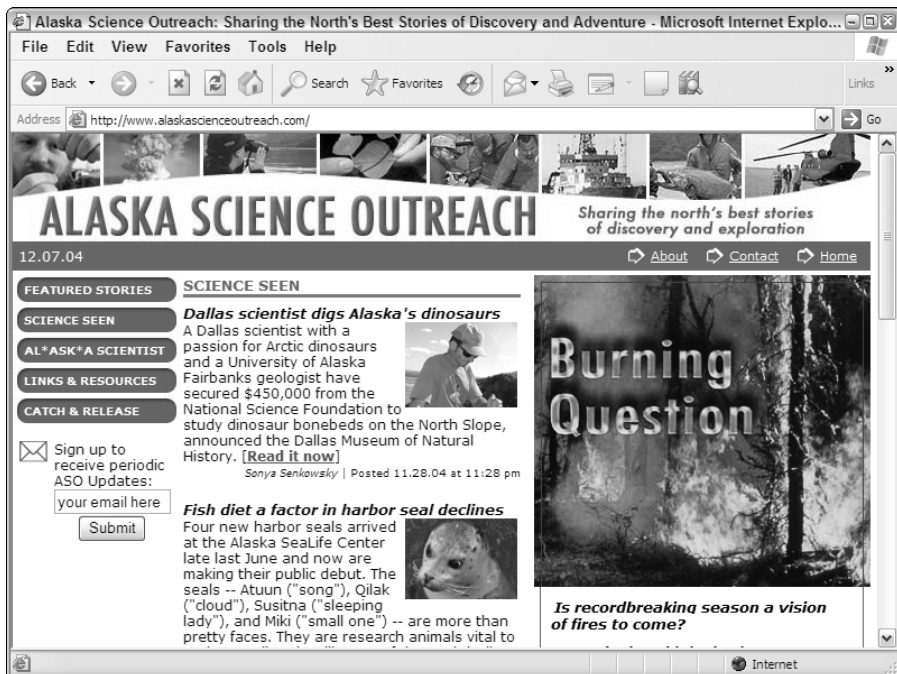 Alaska Science Outreach: Sharing the North's Best Stories of Discovery and Adventure - Microsoft Internet Explo...
File Edit View Favorites Tools Help
Back Search Favorites Links
Address http://www.alaskascienceoutreach.com/ Go
ALASKA SCIENCE OUTREACH
Sharing the north's best stories
of discovery and exploration
12.07.04
About Contact Home
FEATURED STORIES
SCIENCE SEEN
AL*ASK*A SCIENTIST
LINKS & RESOURCES
CATCH & RELEASE
Sign up to
receive periodic
ASO Updates:
your email here
Submit
SCIENCE SEEN
Dallas scientist digs Alaska's dinosaurs
A Dallas scientist with a
passion for Arctic dinosaurs
and a University of Alaska
Fairbanks geologist have
secured $450,000 from the
National Science Foundation to
study dinosaur bonebeds on the North Slope,
announced the Dallas Museum of Natural
History. [Read it now]
Sonya Senkowsky | Posted 11.28.04 at 11:28 pm
Fish diet a factor in harbor seal declines
Four new harbor seals arrived
at the Alaska SeaLife Center
late last June and now are
making their public debut. The
seals -- Atuun ("song"), Qilak
("cloud"), Susitna ("sleeping
lady"), and Miki ("small one") -- are more than
pretty faces. They are research animals vital to
Burning
Question
Is recordbreaking season a vision
of fires to come?
Internet